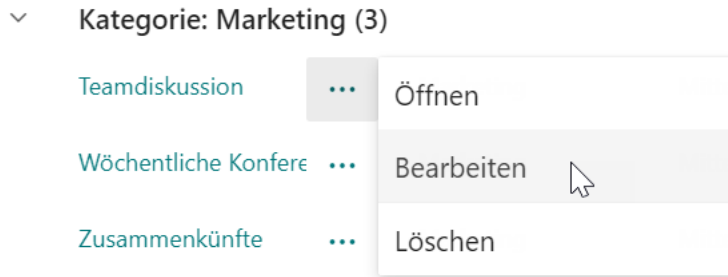 Kategorie: Marketing (3)
Teamdiskussion ... Öffnen
Wöchentliche Konfere ... Bearbeiten
Zusammenkünfte ... Löschen